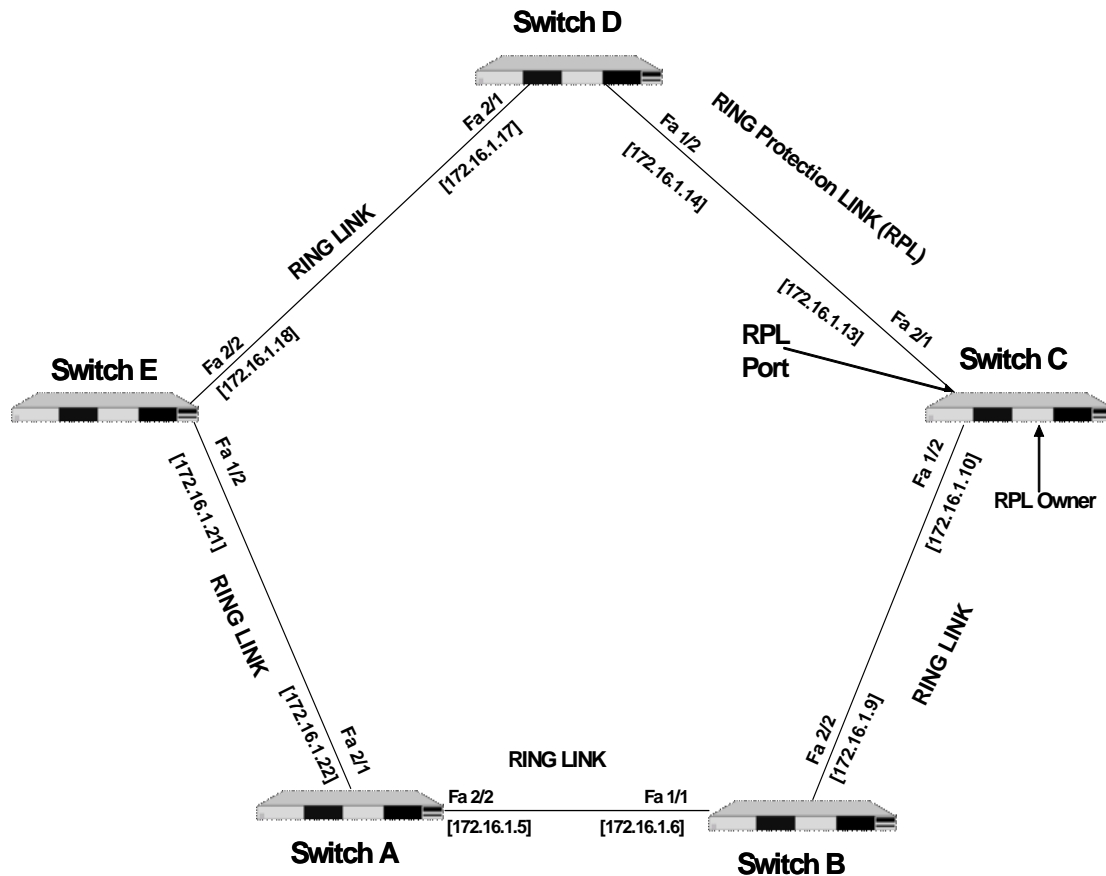 Switch D
Fa 2/1
[172.16.1.17]
Fa 1/2
[172.16.1.14]
RING Protection LINK (RPL)
RING LINK
[172.16.1.13]
Fa 2/1
RPL
Port
Switch C
RPL Owner
Fa 2/2
[172.16.1.18]
Switch E
Fa 1/2
[172.16.1.21]
Fa 1/2
[172.16.1.10]
RING LINK
RING LINK
[172.16.1.22]
Fa 2/1
Fa 2/2
[172.16.1.9]
RING LINK
Fa 2/2
Fa 1/1
[172.16.1.5]
[172.16.1.6]
Switch A
Switch B